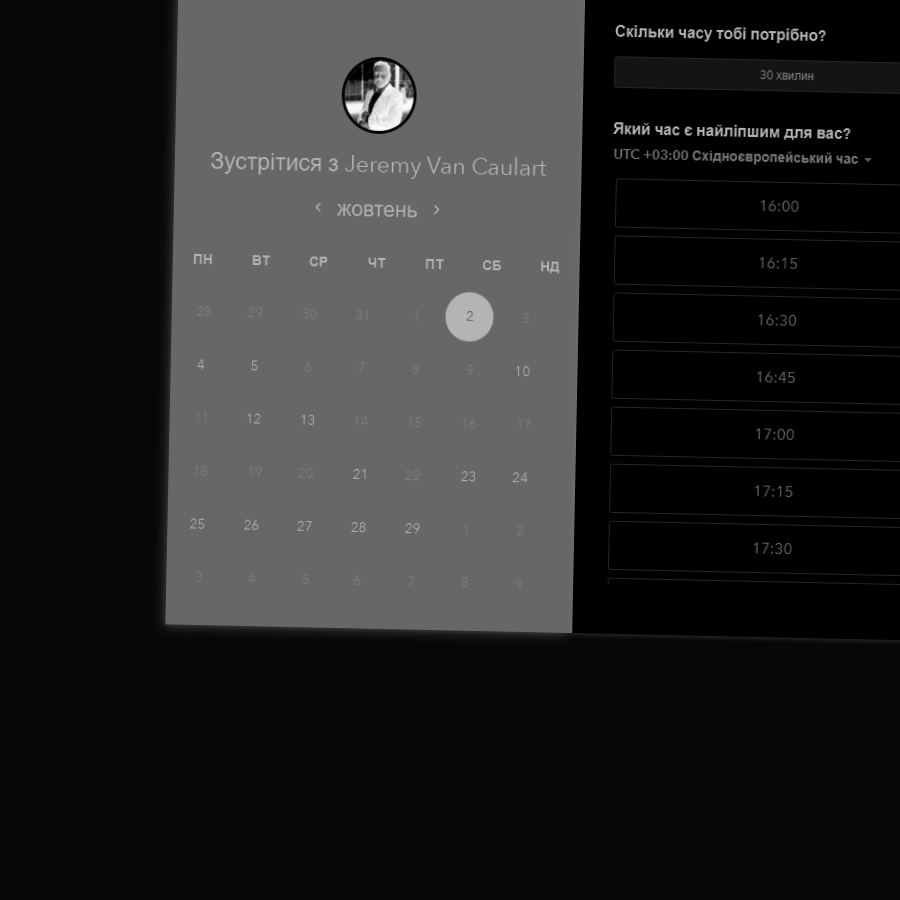 Зустрітися з Jeremy Van Caulart
жовтень
ПН ВТ СР ЧТ ПТ СБ НД
28 29 30 31 1 2 3
4 5 6 7 8 9 10
11 12 13 14 15 16 17
18 19 20 21 22 23 24
25 26 27 28 29 1 2
3 4 5 6 7 8 9
Скільки часу тобі потрібно?
30 хвилин
Який час є найліпшим для вас?
UTC +03:00 Східноєвропейський час
16:00
16:15
16:30
16:45
17:00
17:15
17:30